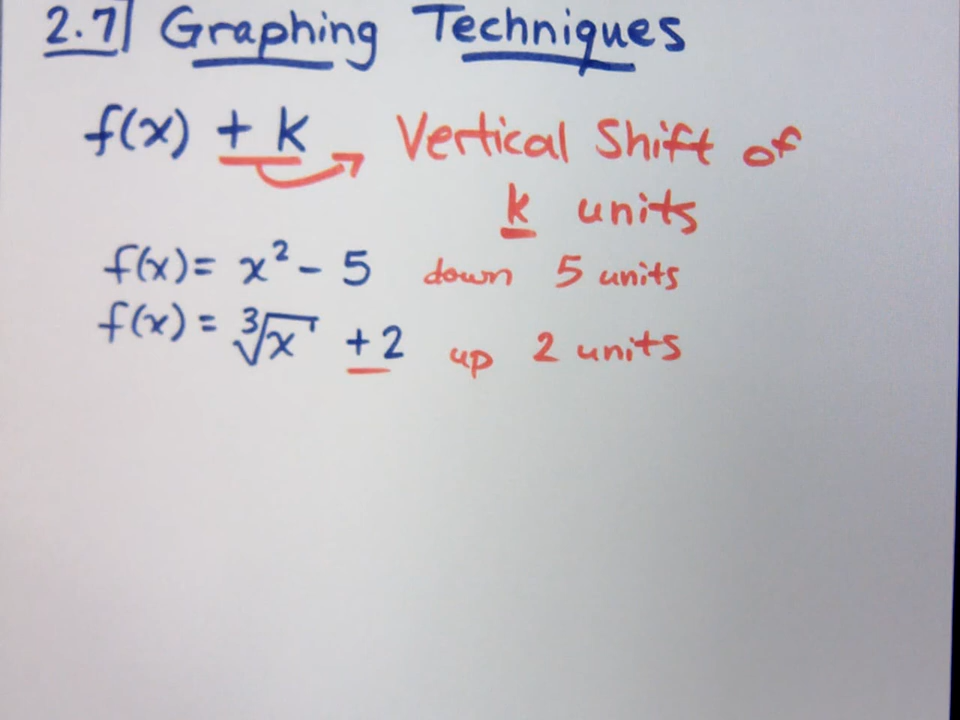 2.7 Graphing Techniques
f(x) + k Vertical Shift of
k units
f(x) = x² - 5 down 5 units
f(x) = ∛x + 2 up 2 units